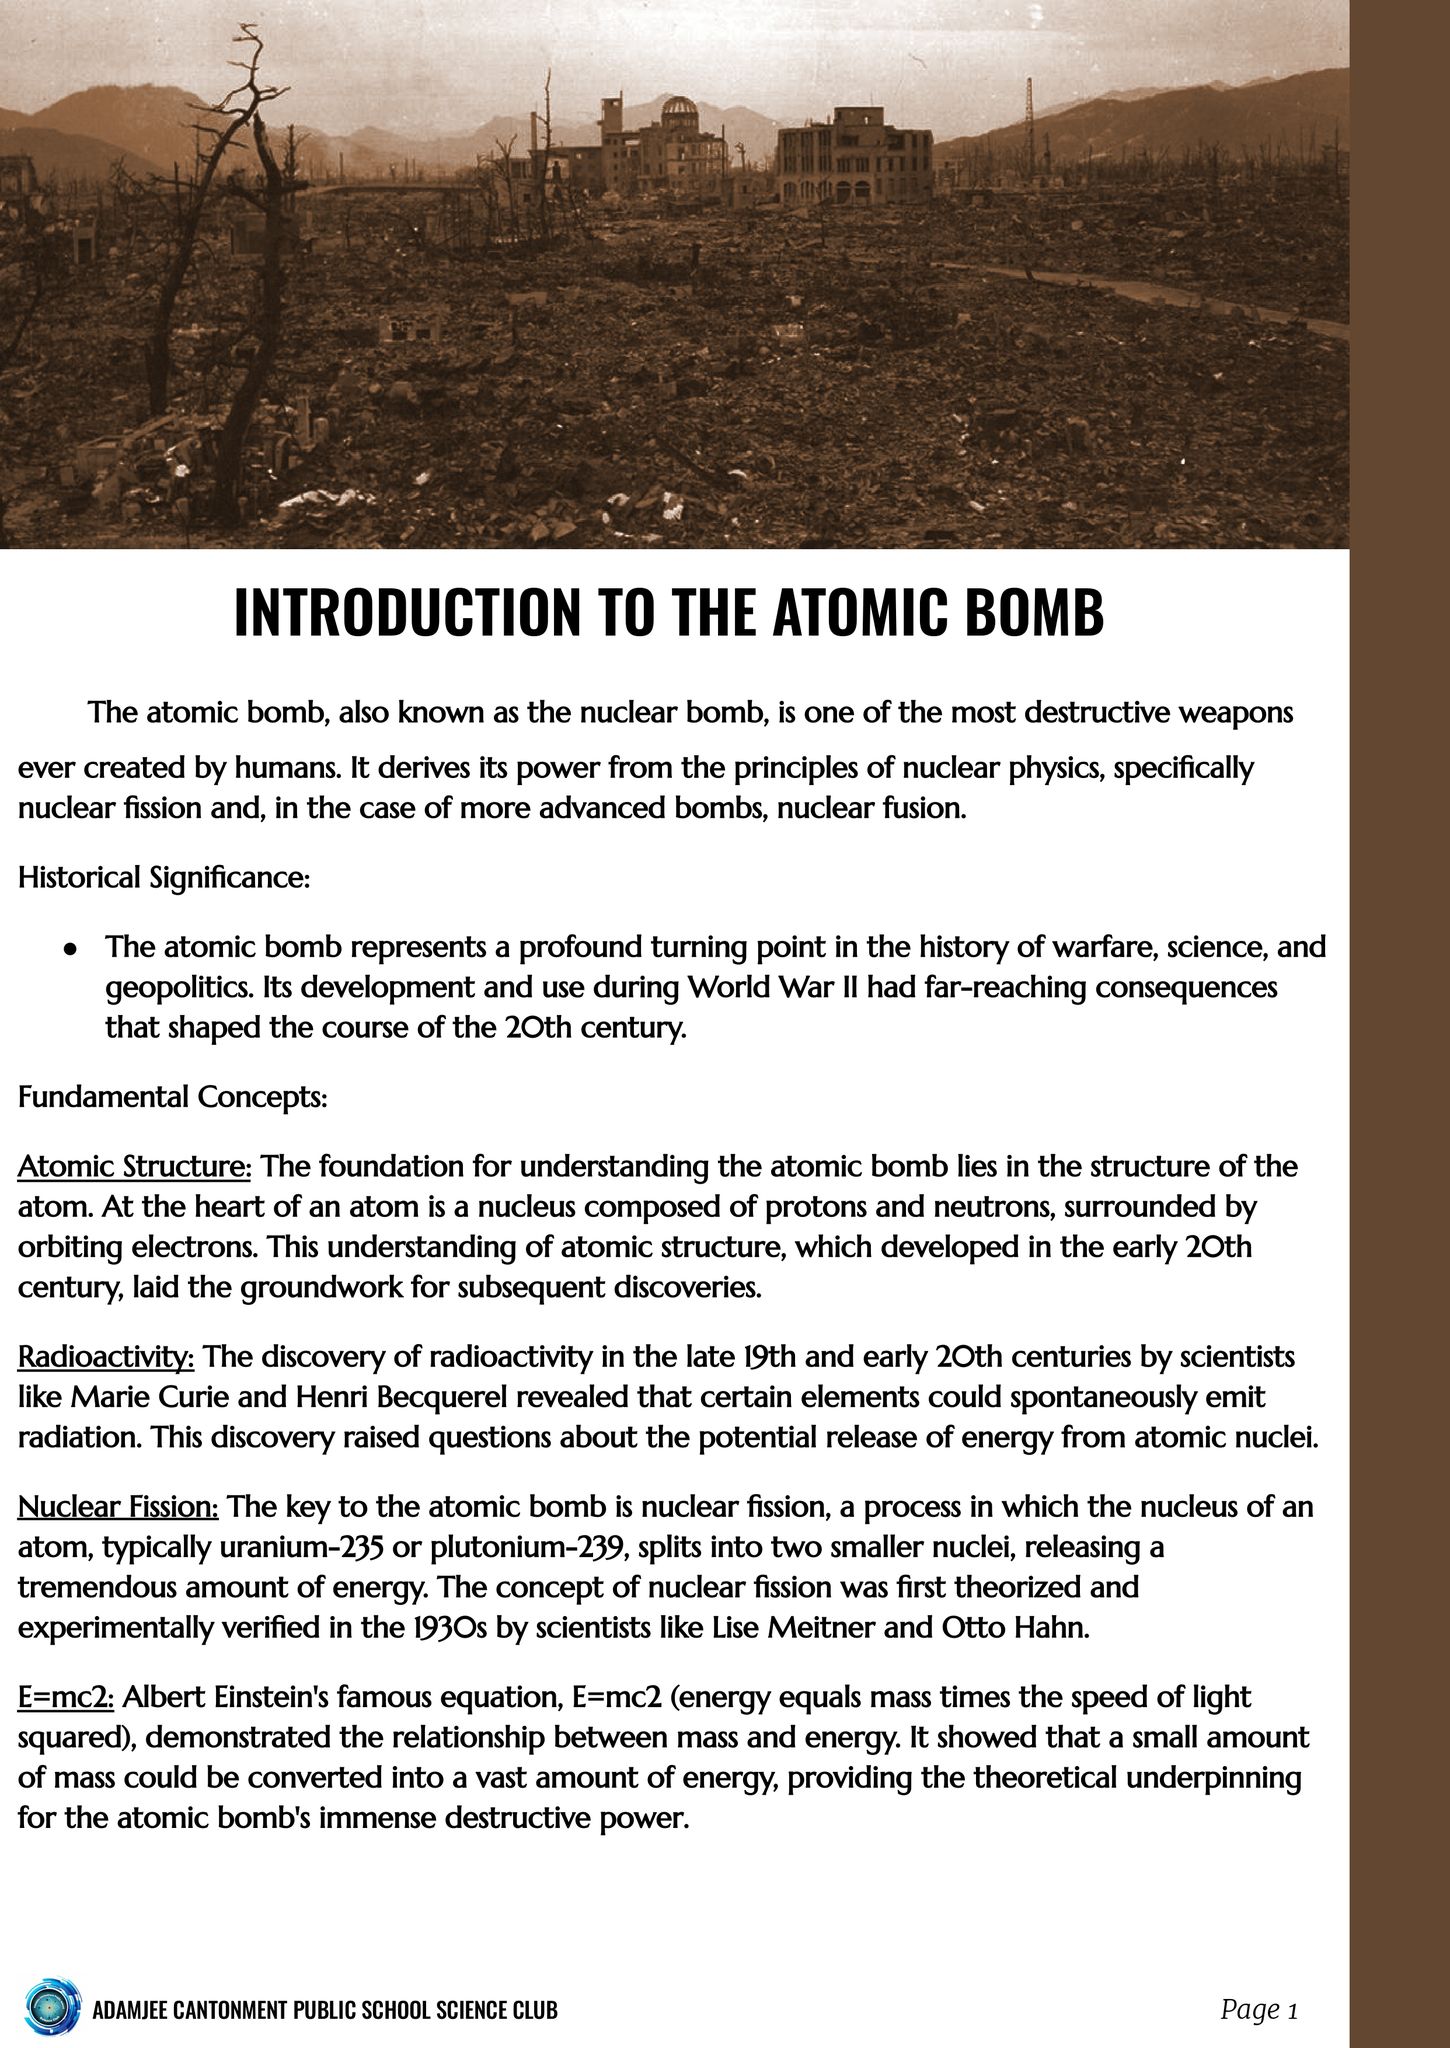 INTRODUCTION TO THE ATOMIC BOMB
The atomic bomb, also known as the nuclear bomb, is one of the most destructive weapons
ever created by humans. It derives its power from the principles of nuclear physics, specifically
nuclear fission and, in the case of more advanced bombs, nuclear fusion.
Historical Significance:
● The atomic bomb represents a profound turning point in the history of warfare, science, and
geopolitics. Its development and use during World War II had far-reaching consequences
that shaped the course of the 20th century.
Fundamental Concepts:
Atomic Structure: The foundation for understanding the atomic bomb lies in the structure of the
atom. At the heart of an atom is a nucleus composed of protons and neutrons, surrounded by
orbiting electrons. This understanding of atomic structure, which developed in the early 20th
century, laid the groundwork for subsequent discoveries.
Radioactivity: The discovery of radioactivity in the late 19th and early 20th centuries by scientists
like Marie Curie and Henri Becquerel revealed that certain elements could spontaneously emit
radiation. This discovery raised questions about the potential release of energy from atomic nuclei.
Nuclear Fission: The key to the atomic bomb is nuclear fission, a process in which the nucleus of an
atom, typically uranium-235 or plutonium-239, splits into two smaller nuclei, releasing a
tremendous amount of energy. The concept of nuclear fission was first theorized and
experimentally verified in the 1930s by scientists like Lise Meitner and Otto Hahn.
E=mc2: Albert Einstein's famous equation, E=mc2 (energy equals mass times the speed of light
squared), demonstrated the relationship between mass and energy. It showed that a small amount
of mass could be converted into a vast amount of energy, providing the theoretical underpinning
for the atomic bomb's immense destructive power.
ADAMJEE CANTONMENT PUBLIC SCHOOL SCIENCE CLUB
Page 1